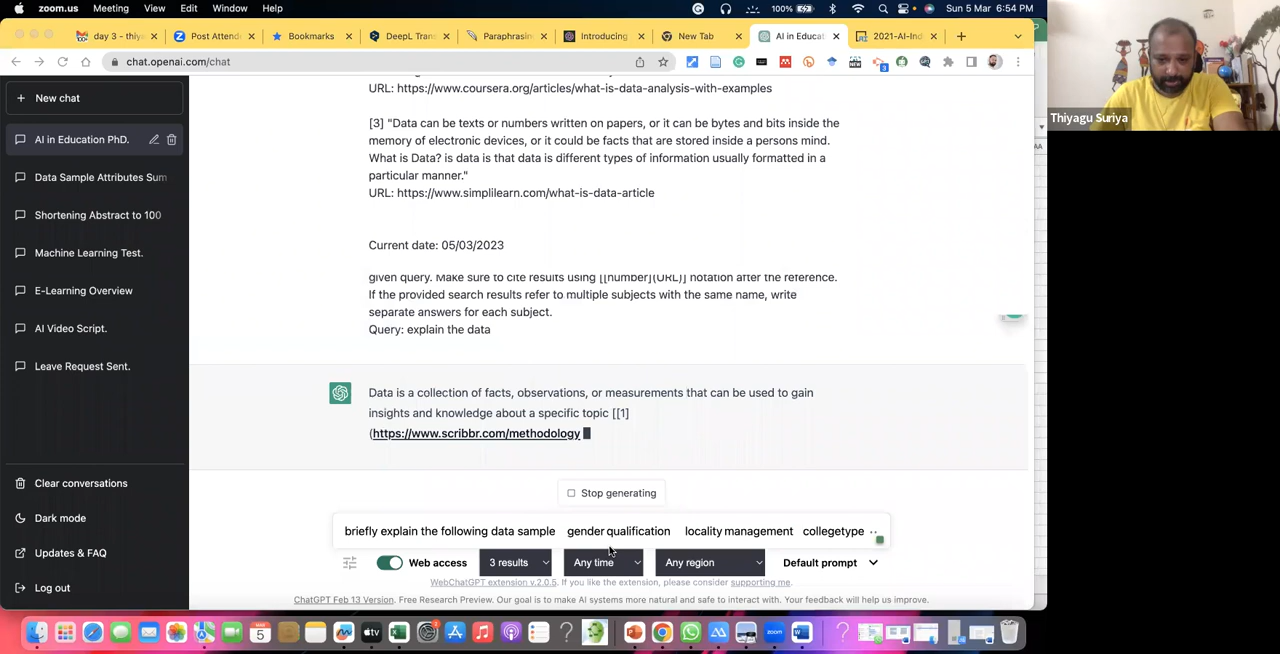 zoom.us Meeting View Edit Window Help
100% Sun 5 Mar 6:54 PM
day 3 - thiya Post Attend Bookmarks DeepL Tran Paraphrasin Introducing New Tab AI in Educat 2021-AI-Ind
chat.openai.com/chat
3
New chat
AI in Education PhD.
Data Sample Attributes Sum
Shortening Abstract to 100
Machine Learning Test.
E-Learning Overview
AI Video Script.
Leave Request Sent.
Clear conversations
Dark mode
Updates & FAQ
Log out
URL: https://www.coursera.org/articles/what-is-data-analysis-with-examples
[3] "Data can be texts or numbers written on papers, or it can be bytes and bits inside the
memory of electronic devices, or it could be facts that are stored inside a persons mind.
What is Data? is data is that data is different types of information usually formatted in a
particular manner."
URL: https://www.simplilearn.com/what-is-data-article
Current date: 05/03/2023
given query. Make sure to cite results using [[number](URL)] notation after the reference.
If the provided search results refer to multiple subjects with the same name, write
separate answers for each subject.
Query: explain the data
Data is a collection of facts, observations, or measurements that can be used to gain
insights and knowledge about a specific topic [[1]
(https://www.scribbr.com/methodology
Stop generating
briefly explain the following data sample gender qualification locality management collegetype
Web access 3 results Any time Any region Default prompt
WebChatGPT extension v.2.0.5. If you like the extension, please consider supporting me.
ChatGPT Feb 13 Version. Free Research Preview. Our goal is to make AI systems more natural and safe to interact with. Your feedback will help us improve.
Thiyagu Suriya
AA
5
tv
zoom